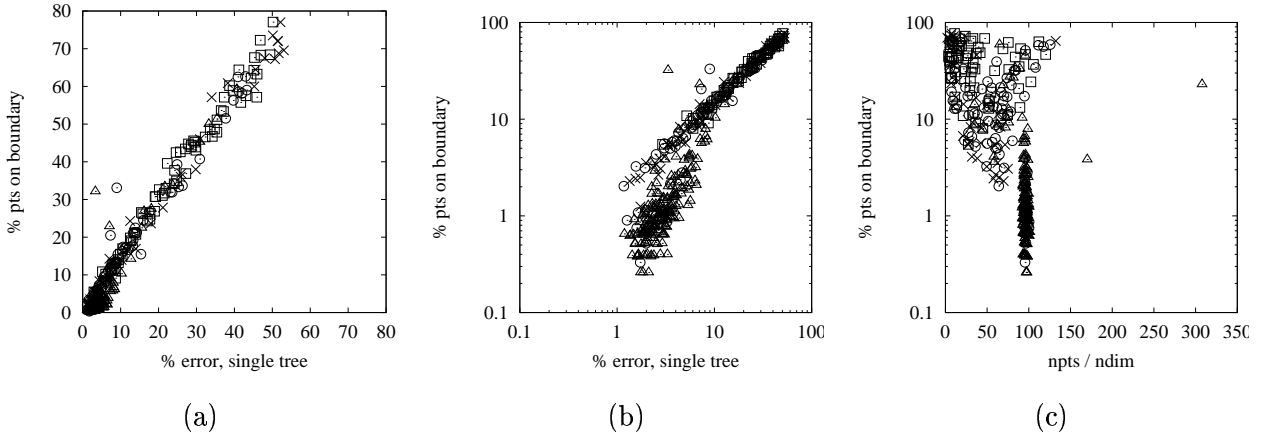 80
70
60
50
40
30
20
10
0
% pts on boundary
0 10 20 30 40 50 60 70 80
% error, single tree
(a)
100
10
1
0.1
% pts on boundary
0.1 1 10 100
% error, single tree
(b)
100
10
1
0.1
% pts on boundary
0 50 100 150 200 250 300 350
npts / ndim
(c)